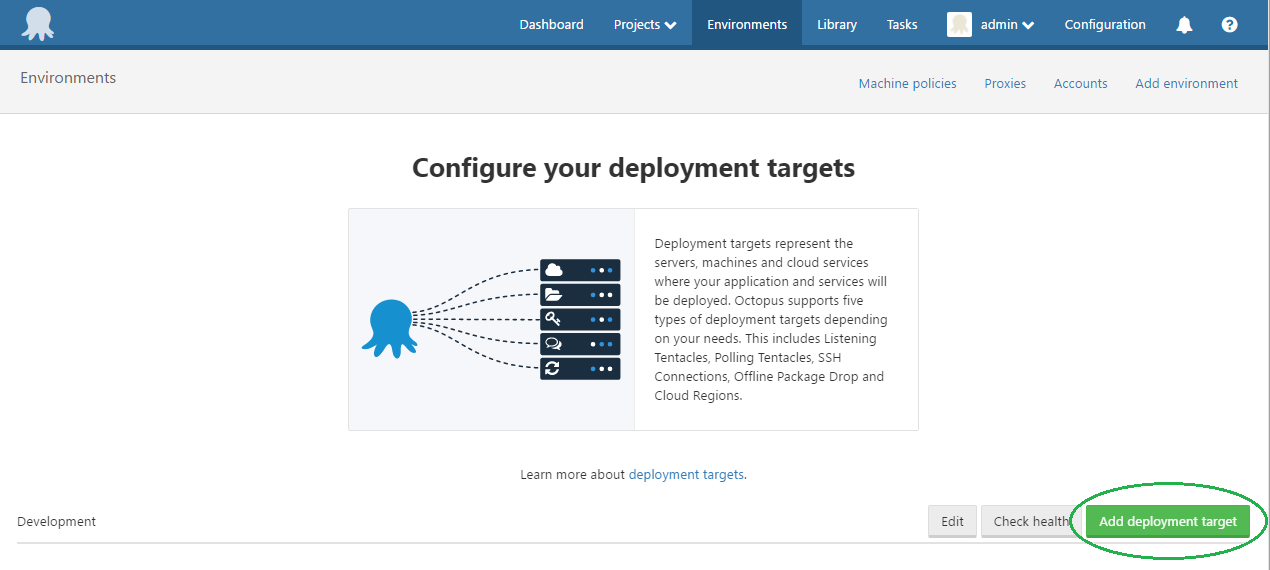 Dashboard Projects Environments Library Tasks admin Configuration ?
Environments
Machine policies Proxies Accounts Add environment
Configure your deployment targets
Deployment targets represent the
servers, machines and cloud services
where your application and services will
be deployed. Octopus supports five
types of deployment targets depending
on your needs. This includes Listening
Tentacles, Polling Tentacles, SSH
Connections, Offline Package Drop and
Cloud Regions.
Learn more about deployment targets.
Development Edit Check health Add deployment target